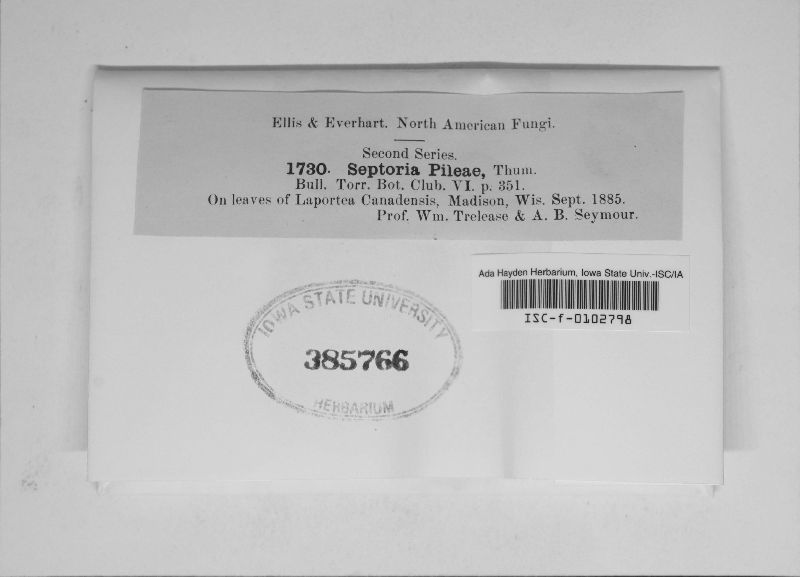 Ellis & Everhart. North American Fungi.
Second Series.
1730. Septoria Pileae, Thum.
Bull. Torr. Bot. Club. VI. p. 351.
On leaves of Laportea Canadensis, Madison, Wis. Sept. 1885.
Prof. Wm. Trelease & A. B. Seymour.
Ada Hayden Herbarium, Iowa State Univ.-ISC/IA
ISC-f-0102798
IOWA STATE UNIVERSITY
385766
HERBARIUM